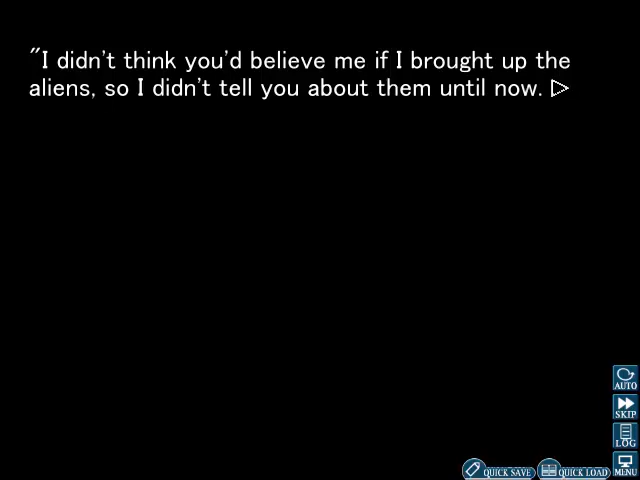 "I didn't think you'd believe me if I brought up the
aliens, so I didn't tell you about them until now.
AUTO
SKIP
LOG
MENU
QUICK SAVE
QUICK LOAD